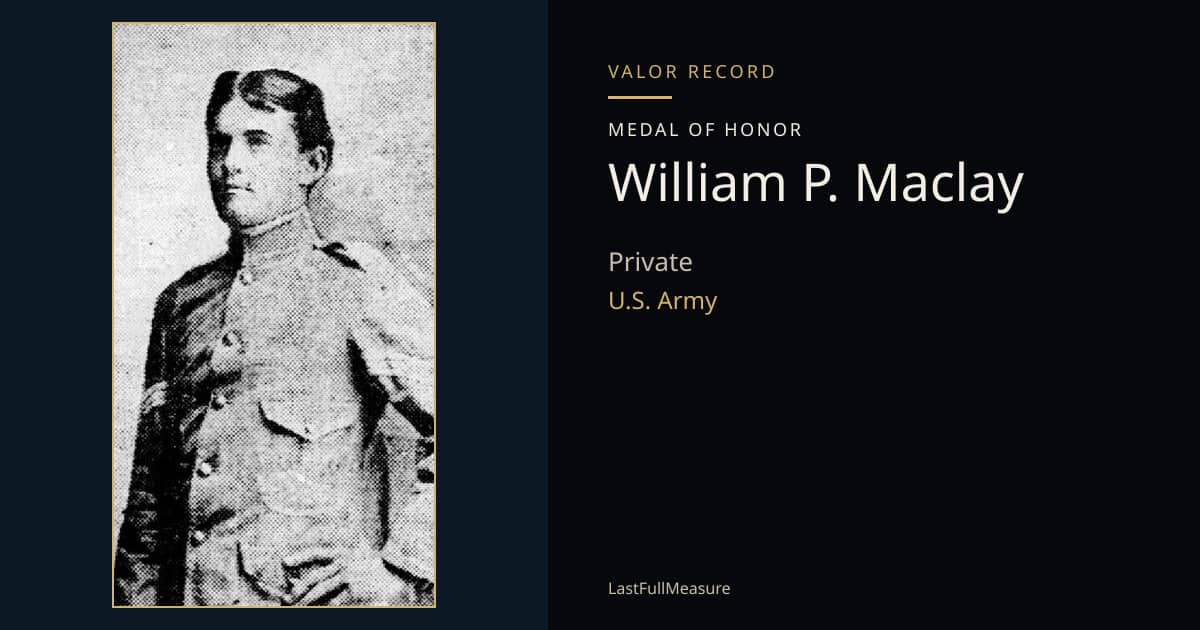 VALOR RECORD
MEDAL OF HONOR
William P. Maclay
Private
U.S. Army
LastFullMeasure